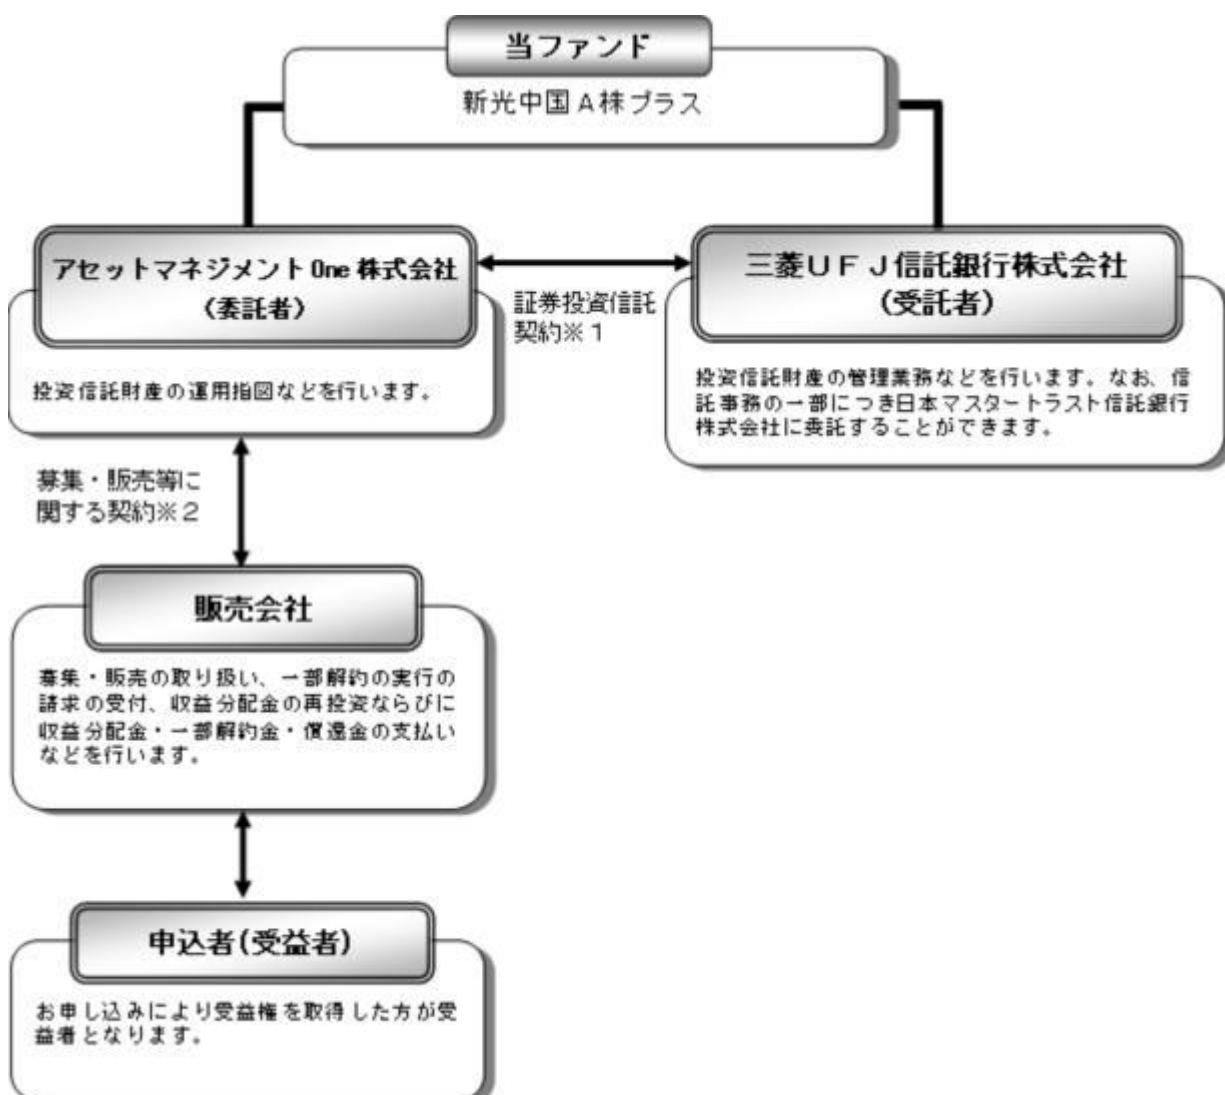 当ファンド
新光中国A株プラス
アセットマネジメントOne株式会社
(委託者)
証券投資信託
契約※1
三菱UFJ信託銀行株式会社
(受託者)
投資信託財産の運用指図などを行います。
投資信託財産の管理業務などを行います。なお、信
託事務の一部につき日本マスタートラスト信託銀行
株式会社に委託することができます。
募集・販売等に
関する契約※2
販売会社
募集・販売の取り扱い、一部解約の実行の
請求の受付、収益分配金の再投資ならびに
収益分配金・一部解約金・償還金の支払い
などを行います。
申込者(受益者)
お申し込みにより受益権を取得した方が受
益者となります。